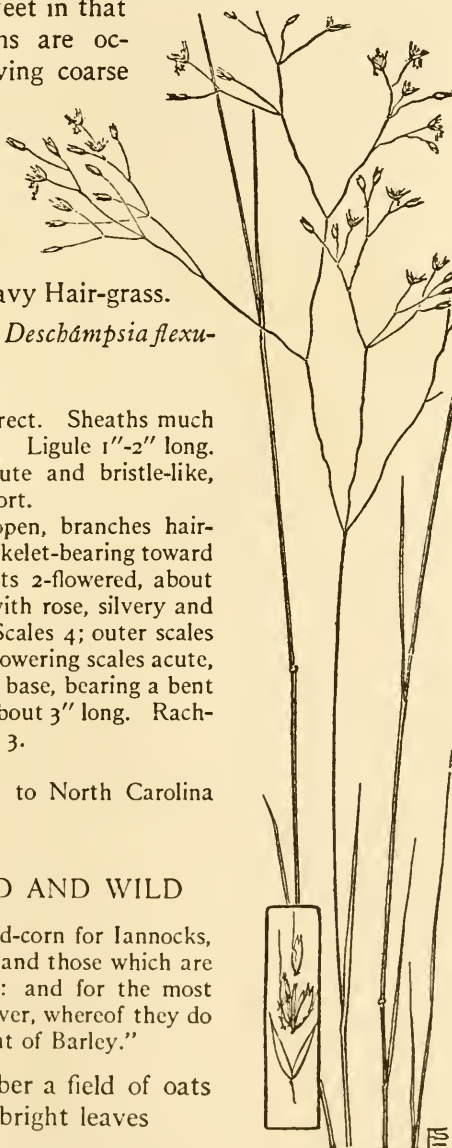 veet in that
ns are oc-
ving coarse
avy Hair-grass.
Deschámpsia flexu-
rect. Sheaths much
Ligule 1″-2″ long.
ute and bristle-like,
ort.
open, branches hair-
kelet-bearing toward
ts 2-flowered, about
vith rose, silvery and
Scales 4; outer scales
owering scales acute,
base, bearing a bent
bout 3″ long. Rach-
3.
to North Carolina
D AND WILD
d-corn for Iannocks,
and those which are
: and for the most
ver, whereof they do
nt of Barley."
ber a field of oats
bright leaves